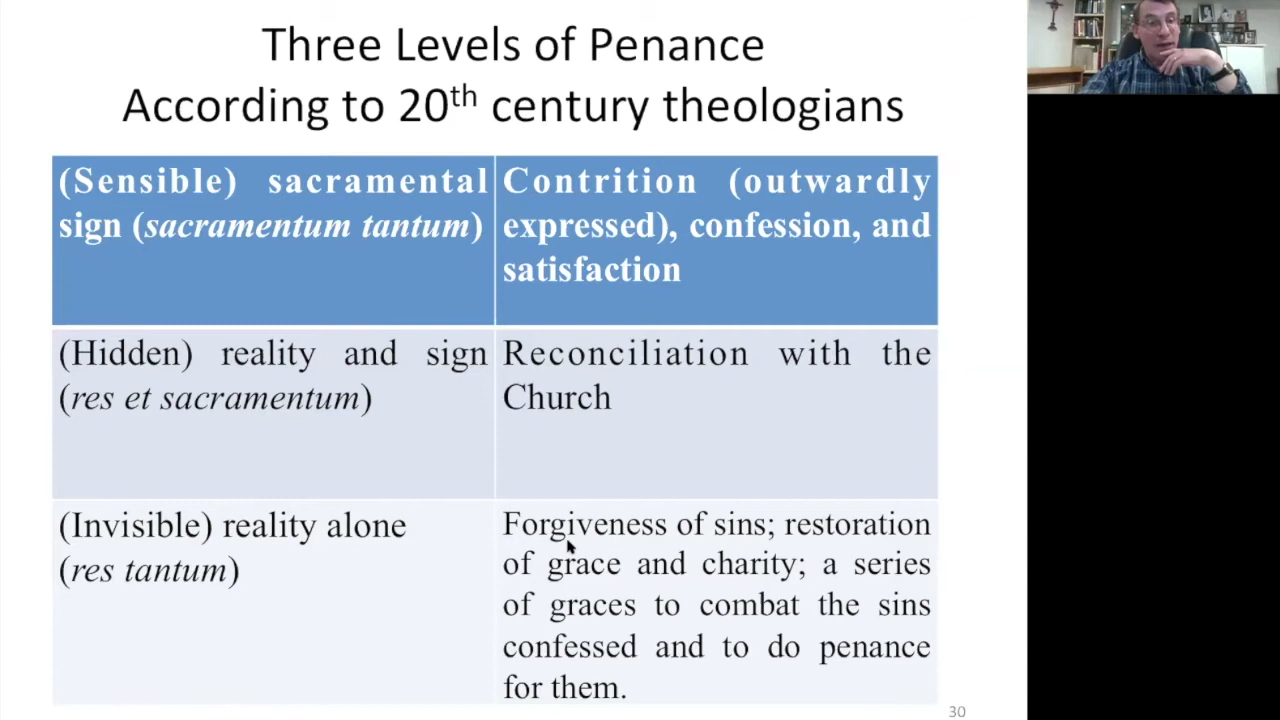 Three Levels of Penance
According to 20th century theologians
(Sensible) sacramental
sign (sacramentum tantum)
Contrition (outwardly
expressed), confession, and
satisfaction
(Hidden) reality and sign
(res et sacramentum)
Reconciliation with the
Church
(Invisible) reality alone
(res tantum)
Forgiveness of sins; restoration
of grace and charity; a series
of graces to combat the sins
confessed and to do penance
for them.
30